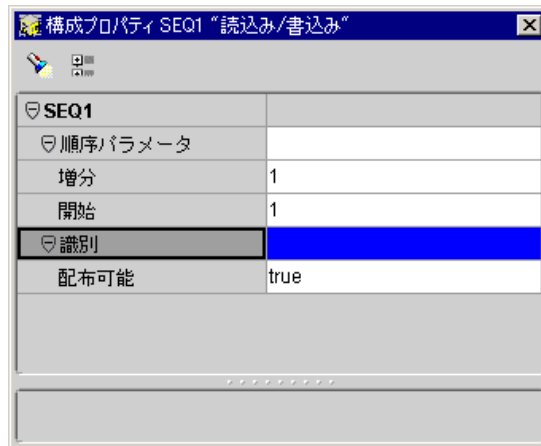 構成プロパティ SEQ1 “読込み/書込み“
SEQ1
順序パラメータ
増分 1
開始 1
識別
配布可能 true